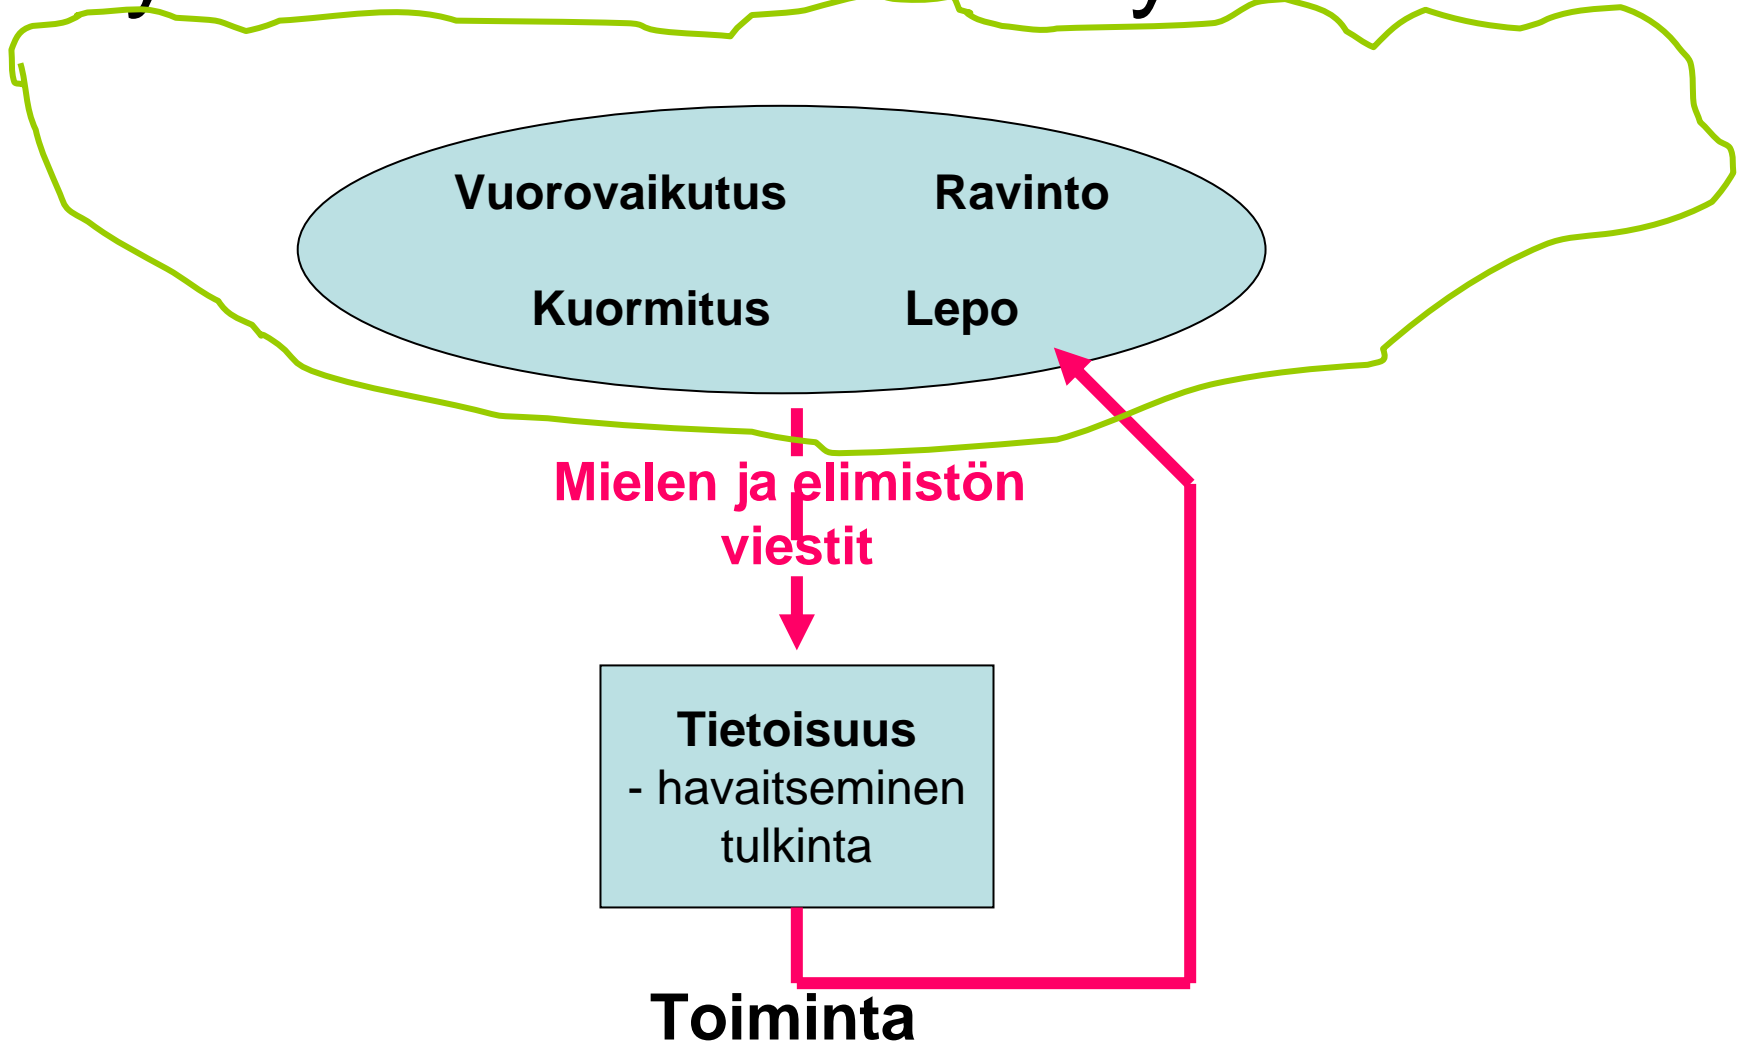 Vuorovaikutus Ravinto
Kuormitus Lepo
Mielen ja elimistön
viestit
Tietoisuus
- havaitseminen
tulkinta
Toiminta